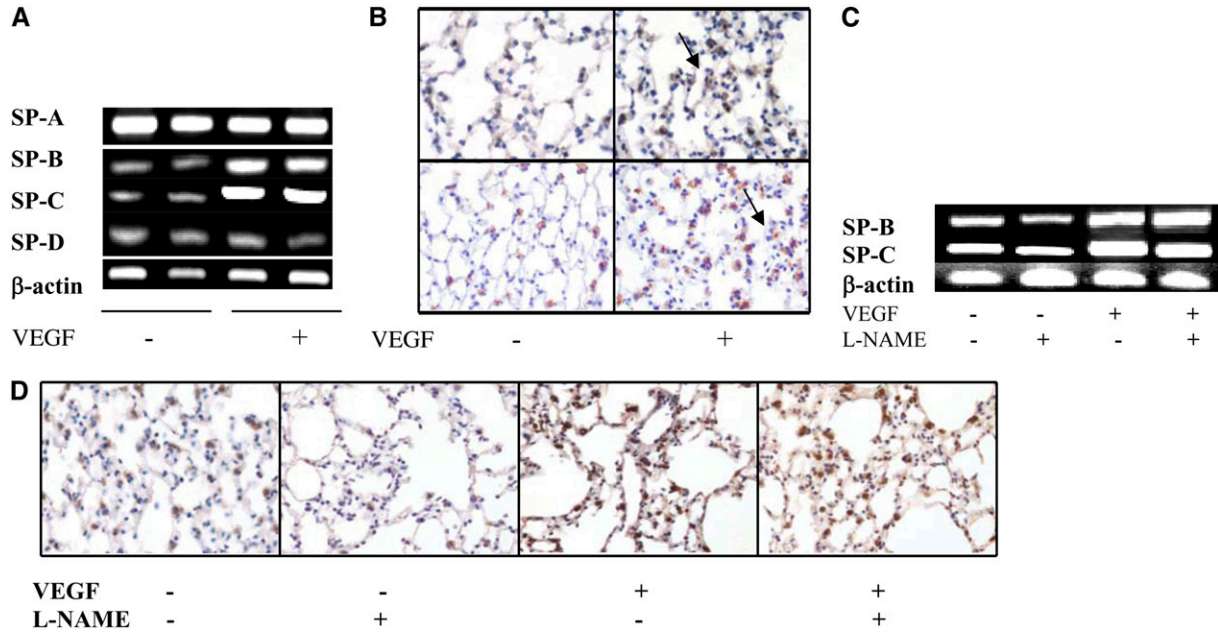 A
B
C
SP-A
SP-B
SP-C
SP-D
β-actin
VEGF - +
VEGF - +
SP-B
SP-C
β-actin
VEGF - - + +
L-NAME - + - +
D
VEGF - - + +
L-NAME - + - +